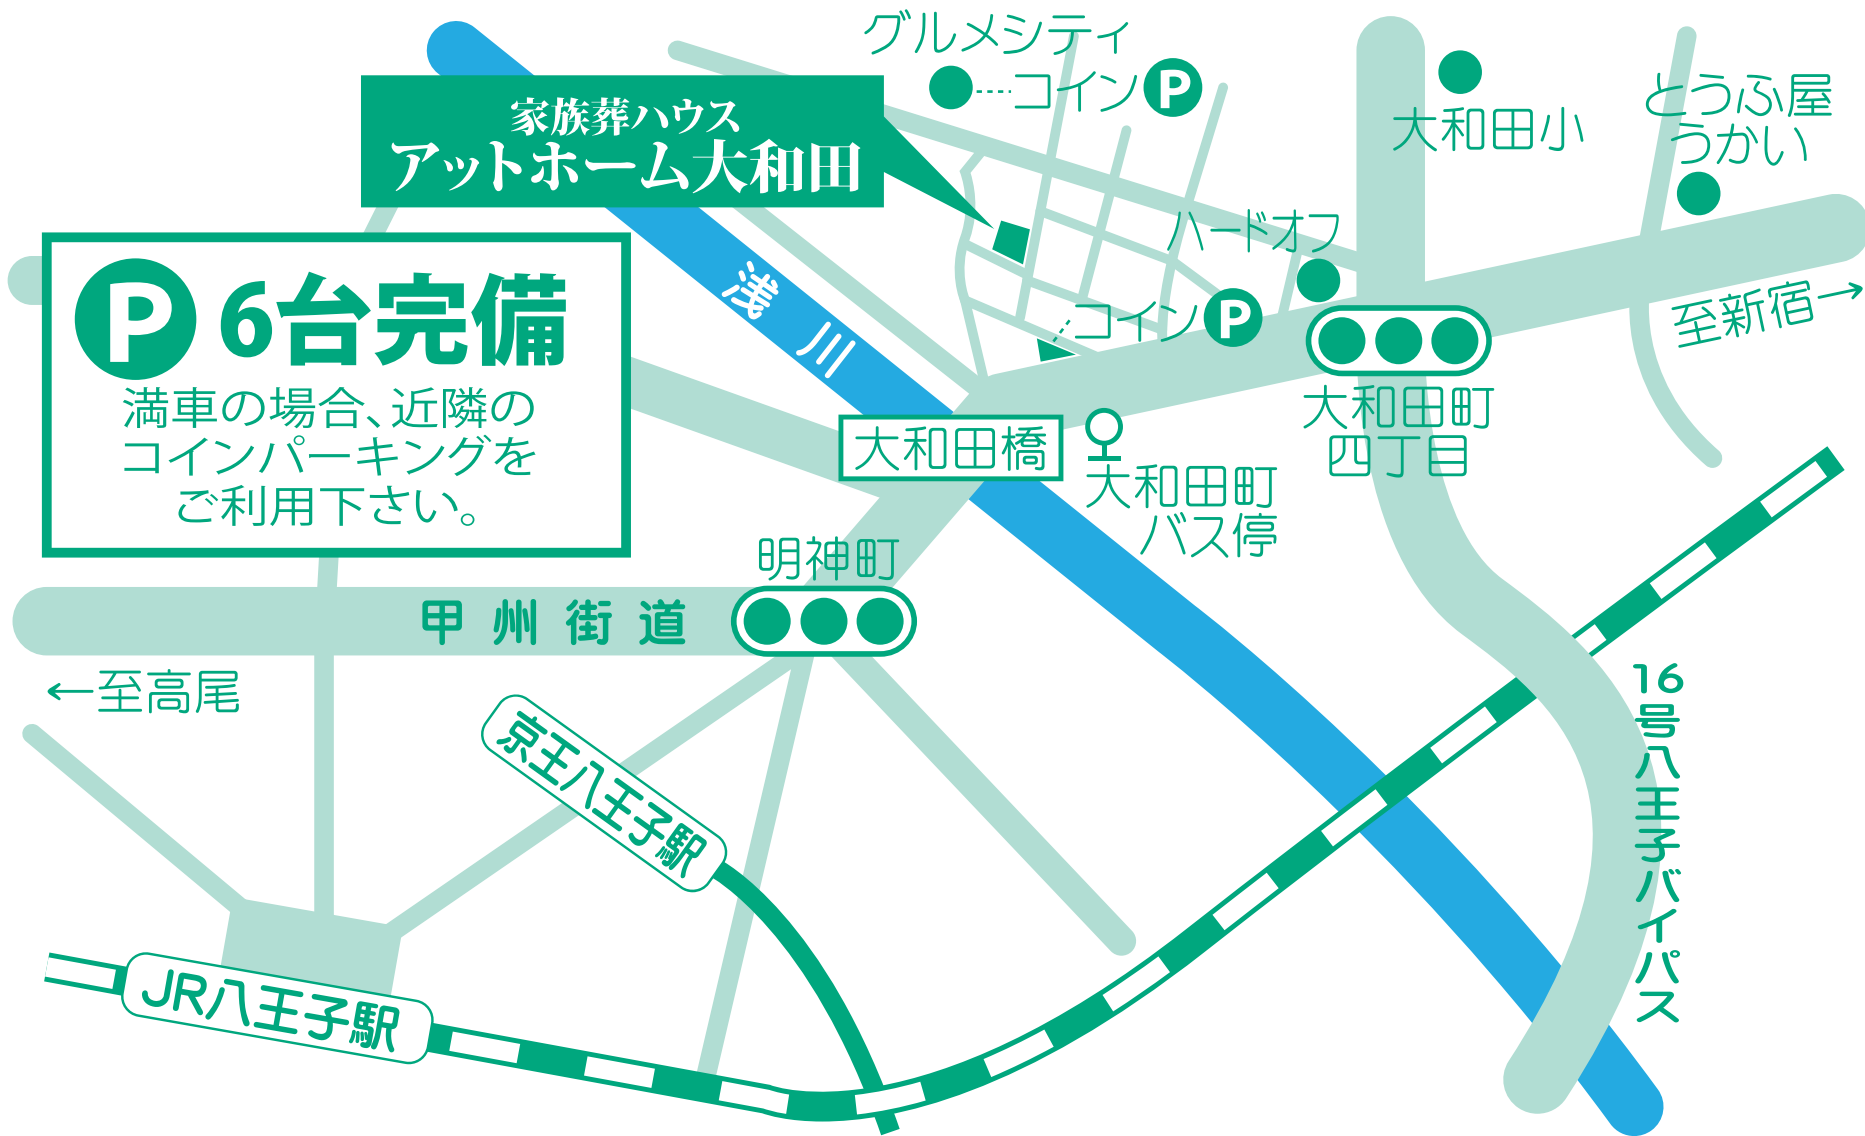 グルメシティ
コインP
家族葬ハウス
アットホーム大和田
大和田小
とうふ屋
うかい
ハードオフ
P 6台完備
満車の場合、近隣の
コインパーキングを
ご利用下さい。
浅川
コインP
至新宿→
大和田橋
大和田町
バス停
大和田町
四丁目
明神町
甲州街道
←至高尾
京王八王子駅
JR八王子駅
16号八王子バイパス